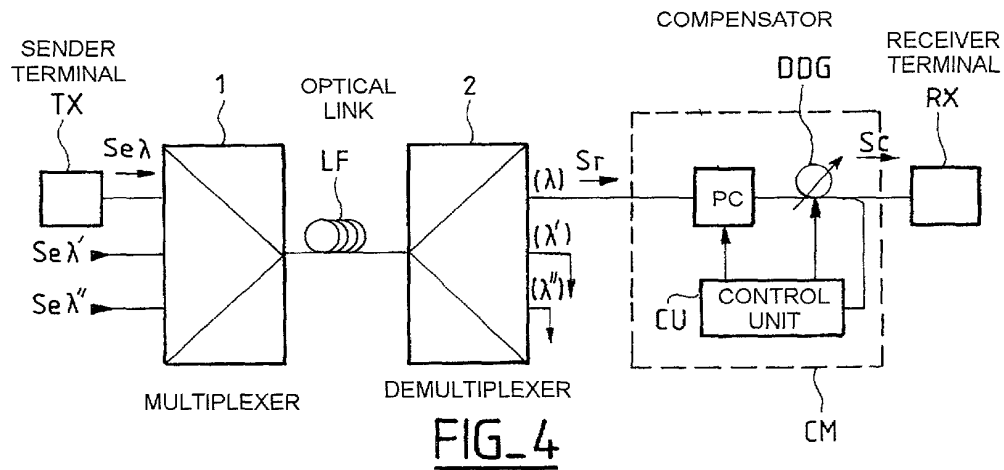 SENDER
TERMINAL
TX
1
OPTICAL
LINK
2
COMPENSATOR
DDG
RECEIVER
TERMINAL
RX
Seλ
LF
(λ)
Sr
Sc
PC
Seλ'
(λ')
Seλ"
(λ")
CU
CONTROL
UNIT
MULTIPLEXER
DEMULTIPLEXER
CM
FIG_4